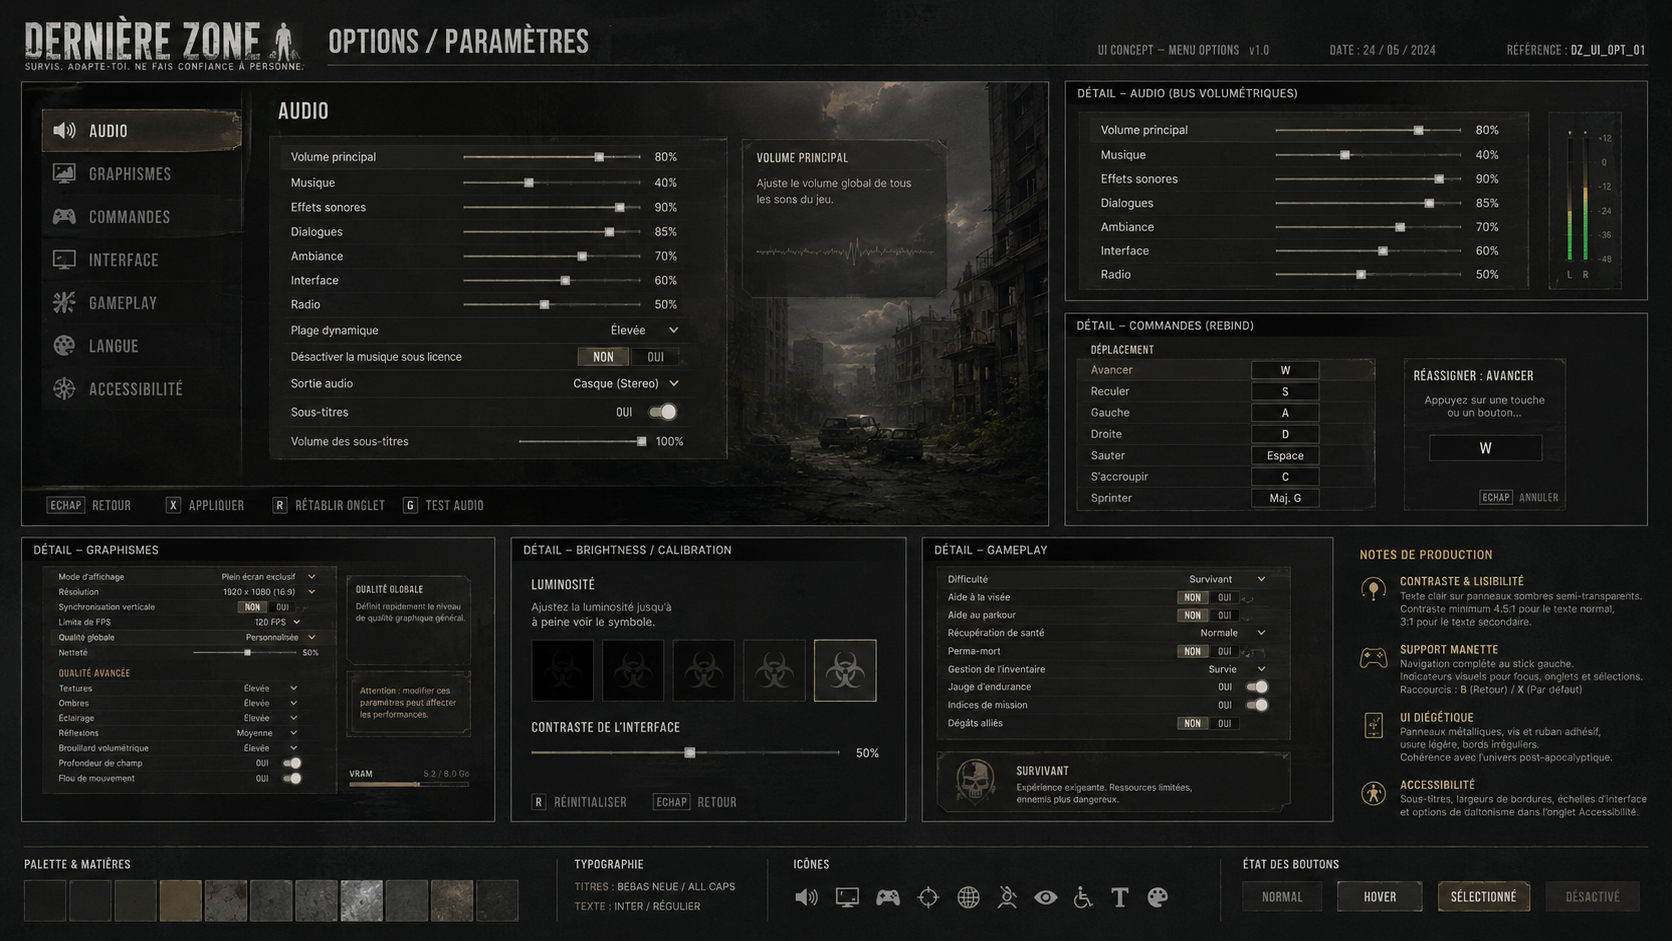 DERNIÈRE ZONE
SURVIS. ADAPTE-TOI. NE FAIS CONFIANCE À PERSONNE.
OPTIONS / PARAMÈTRES
UI CONCEPT – MENU OPTIONS v1.0
DATE : 24 / 05 / 2024
RÉFÉRENCE : DZ_UI_OPT_01
AUDIO
GRAPHISMES
COMMANDES
INTERFACE
GAMEPLAY
LANGUE
ACCESSIBILITÉ
AUDIO
Volume principal 80%
Musique 40%
Effets sonores 90%
Dialogues 85%
Ambiance 70%
Interface 60%
Radio 50%
Plage dynamique Élevée
Désactiver la musique sous licence NON OUI
Sortie audio Casque (Stereo)
Sous-titres OUI
Volume des sous-titres 100%
VOLUME PRINCIPAL
Ajuste le volume global de tous
les sons du jeu.
ECHAP RETOUR
X APPLIQUER
R RÉTABLIR ONGLET
G TEST AUDIO
DÉTAIL – AUDIO (BUS VOLUMÉTRIQUES)
Volume principal 80%
Musique 40%
Effets sonores 90%
Dialogues 85%
Ambiance 70%
Interface 60%
Radio 50%
+12
0
-12
-24
-36
-48
L R
DÉTAIL – COMMANDES (REBIND)
DÉPLACEMENT
Avancer W
Reculer S
Gauche A
Droite D
Sauter Espace
S'accroupir C
Sprinter Maj. G
RÉASSIGNER : AVANCER
Appuyez sur une touche
ou un bouton...
W
ECHAP ANNULER
DÉTAIL – GRAPHISMES
Mode d'affichage Plein écran exclusif
Résolution 1920 x 1080 (16:9)
Synchronisation verticale NON OUI
Limite de FPS 120 FPS
Qualité globale Personnalisée
Netteté 50%
QUALITÉ AVANCÉE
Textures Élevée
Ombres Élevée
Éclairage Élevée
Réflexions Moyenne
Brouillard volumétrique Élevée
Profondeur de champ OUI
Flou de mouvement OUI
QUALITÉ GLOBALE
Définit rapidement le niveau
de qualité graphique général.
Attention : modifier ces
paramètres peut affecter
les performances.
VRAM 5.2 / 8.0 Go
DÉTAIL – BRIGHTNESS / CALIBRATION
LUMINOSITÉ
Ajustez la luminosité jusqu'à
à peine voir le symbole.
CONTRASTE DE L'INTERFACE
50%
R RÉINITIALISER
ECHAP RETOUR
DÉTAIL – GAMEPLAY
Difficulté Survivant
Aide à la visée NON OUI
Aide au parkour NON OUI
Récupération de santé Normale
Perma-mort NON OUI
Gestion de l'inventaire Survie
Jauge d'endurance OUI
Indices de mission OUI
Dégâts alliés NON OUI
SURVIVANT
Expérience exigeante. Ressources limitées,
ennemis plus dangereux.
NOTES DE PRODUCTION
CONTRASTE & LISIBILITÉ
Texte clair sur panneaux sombres semi-transparents.
Contraste minimum 4.5:1 pour le texte normal,
3:1 pour le texte secondaire.
SUPPORT MANETTE
Navigation complète au stick gauche.
Indicateurs visuels pour focus, onglets et sélections.
Raccourcis : B (Retour) / X (Par défaut)
UI DIÉGÉTIQUE
Panneaux métalliques, vis et ruban adhésif,
usure légère, bords irréguliers.
Cohérence avec l'univers post-apocalyptique.
ACCESSIBILITÉ
Sous-titres, largeurs de bordures, échelles d'interface
et options de daltonisme dans l'onglet Accessibilité.
PALETTE & MATIÈRES
TYPOGRAPHIE
TITRES : BEBAS NEUE / ALL CAPS
TEXTE : INTER / RÉGULIER
ICÔNES
T
ÉTAT DES BOUTONS
NORMAL
HOVER
SÉLECTIONNÉ
DÉSACTIVÉ